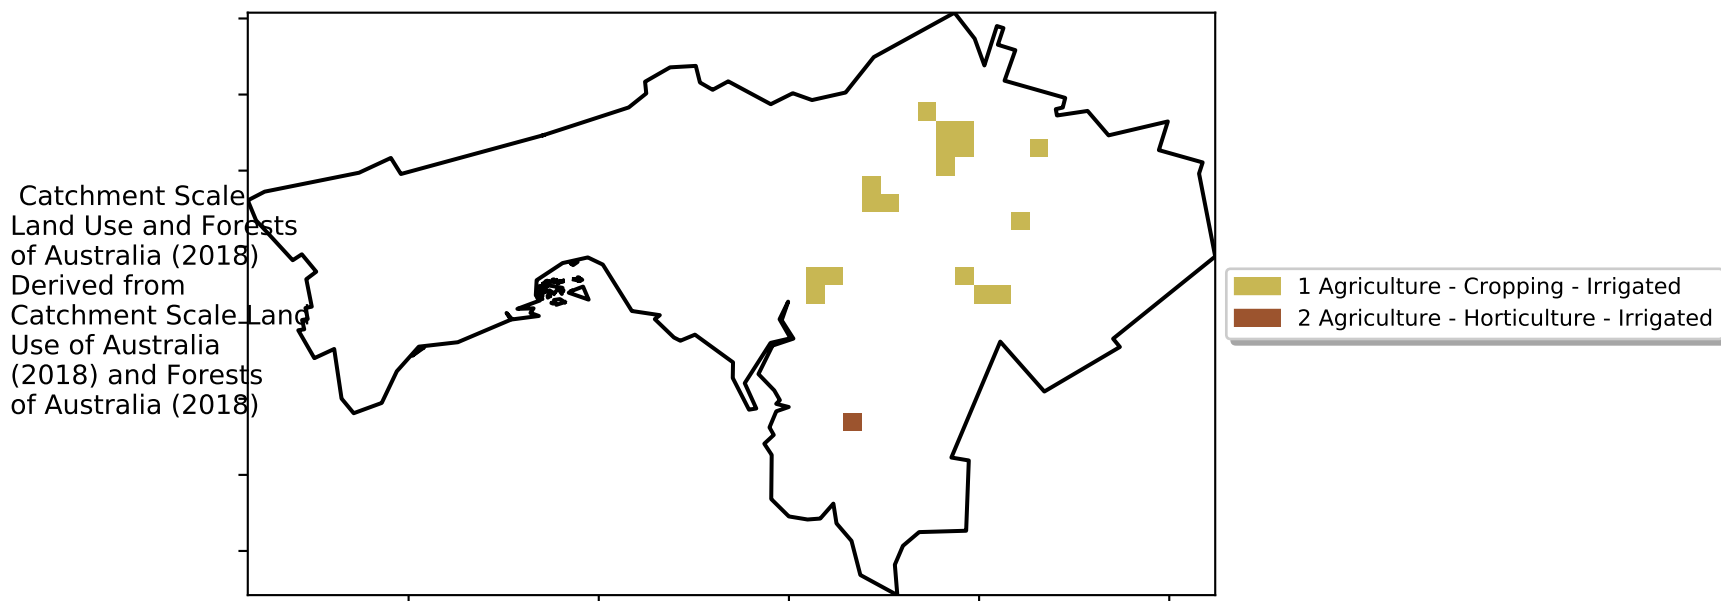 Catchment Scale
Land Use and Forests
of Australia (2018)
Derived from
Catchment Scale Land
Use of Australia
(2018) and Forests
of Australia (2018)
1 Agriculture - Cropping - Irrigated
2 Agriculture - Horticulture - Irrigated